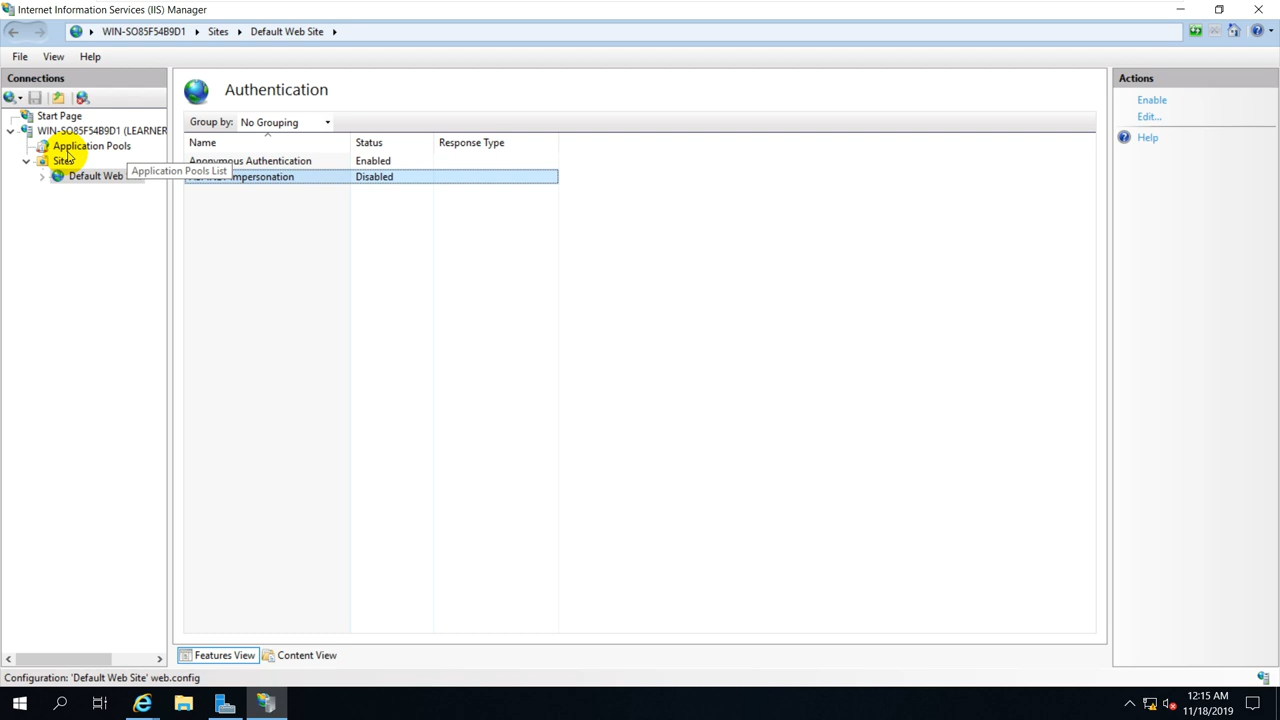 Internet Information Services (IIS) Manager
WIN-SO85F54B9D1 Sites Default Web Site
File View Help
Connections
Start Page
WIN-SO85F54B9D1 (LEARNER
Application Pools
Sites
Default Web
Application Pools List
Authentication
Group by: No Grouping
Name Status Response Type
Anonymous Authentication Enabled
Impersonation Disabled
Features View Content View
Actions
Enable
Edit...
Help
Configuration: 'Default Web Site' web.config
12:15 AM
11/18/2019